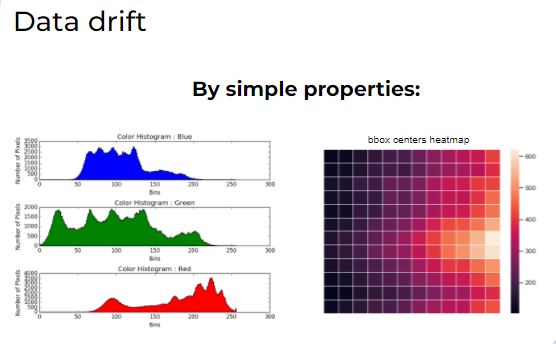 Data drift
By simple properties:
Color Histogram : Blue
Number of Pixels
3500
3000
2500
2000
1500
1000
500
0
0 50 100 150 200 250 300
Bins
Color Histogram : Green
Number of Pixels
2000
1500
1000
500
0
0 50 100 150 200 250 300
Bins
Color Histogram : Red
Number of Pixels
4000
3500
3000
2500
2000
1500
1000
500
0
0 50 100 150 200 250 300
Bins
bbox centers heatmap
600
500
400
300
200